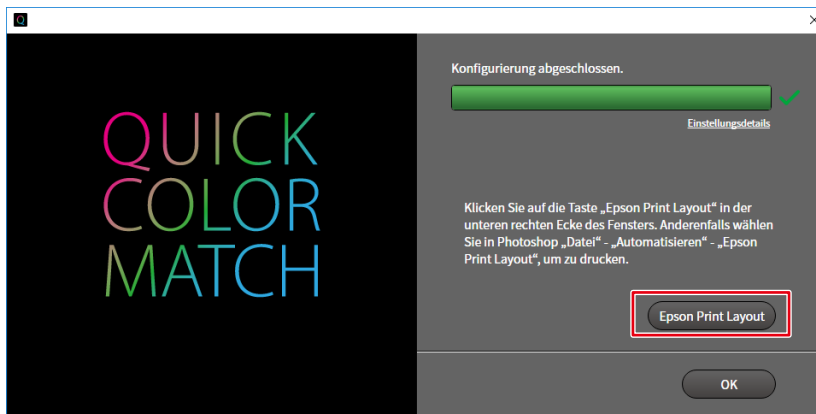 Q
QUICK
COLOR
MATCH
Konfigurierung abgeschlossen.
Einstellungsdetails
Klicken Sie auf die Taste „Epson Print Layout“ in der
unteren rechten Ecke des Fensters. Anderenfalls wählen
Sie in Photoshop „Datei“ - „Automatisieren“ - „Epson
Print Layout“, um zu drucken.
Epson Print Layout
OK